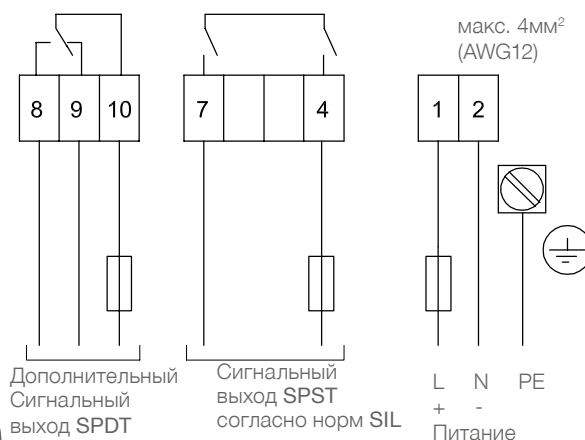 макс. 4мм²
(AWG12)
8 9 10
7 4
1 2
Дополнительный
Сигнальный
выход SPDT
Сигнальный
выход SPST
согласно норм SIL
L N PE
+ -
Питание